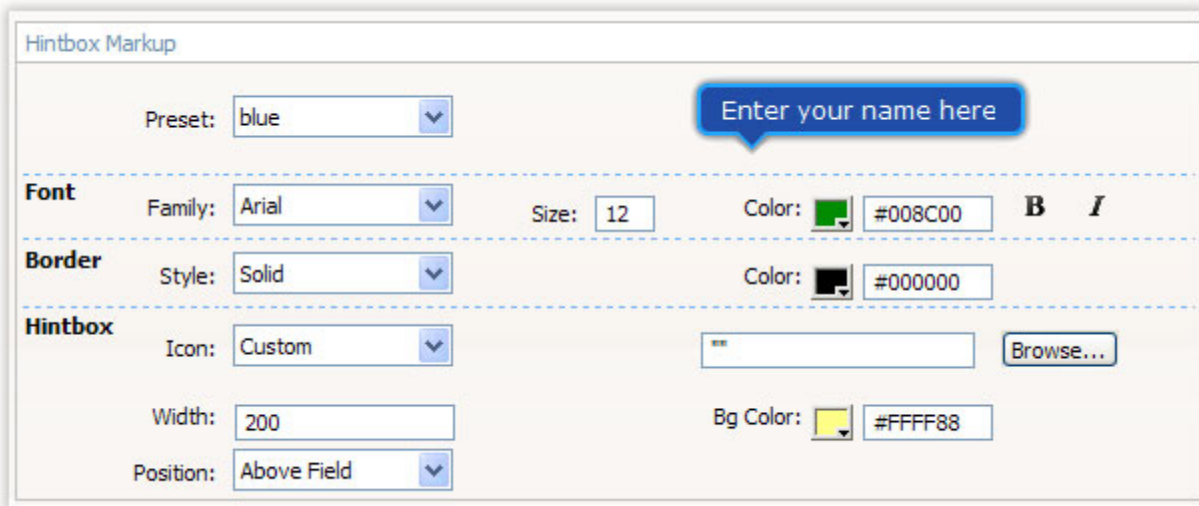 Hintbox Markup
Preset: blue Enter your name here
Font Family: Arial Size: 12 Color: #008C00 B I
Border Style: Solid Color: #000000
Hintbox Icon: Custom "" Browse...
Width: 200 Bg Color: #FFFF88
Position: Above Field